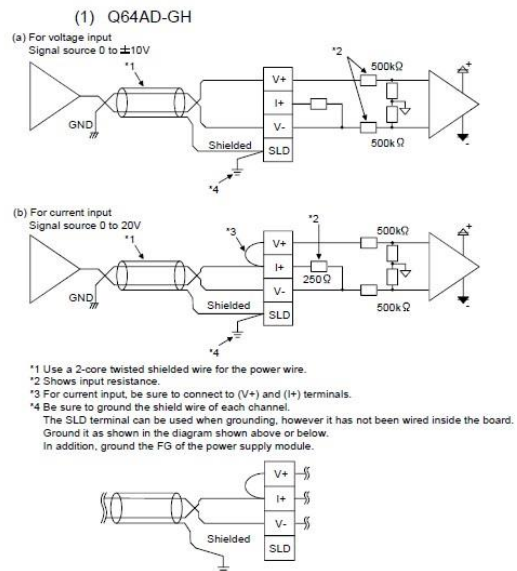 (1) Q64AD-GH
(a) For voltage input
Signal source 0 to ±10V
*1
GND
Shielded
*4
V+
I+
V-
SLD
*2
500kΩ
500kΩ
+
-
(b) For current input
Signal source 0 to 20V
*1
GND
Shielded
*4
*3
V+
I+
V-
SLD
*2
250Ω
500kΩ
500kΩ
+
-
*1 Use a 2-core twisted shielded wire for the power wire.
*2 Shows input resistance.
*3 For current input, be sure to connect to (V+) and (I+) terminals.
*4 Be sure to ground the shield wire of each channel.
The SLD terminal can be used when grounding, however it has not been wired inside the board.
Ground it as shown in the diagram shown above or below.
In addition, ground the FG of the power supply module.
V+
I+
V-
SLD
Shielded